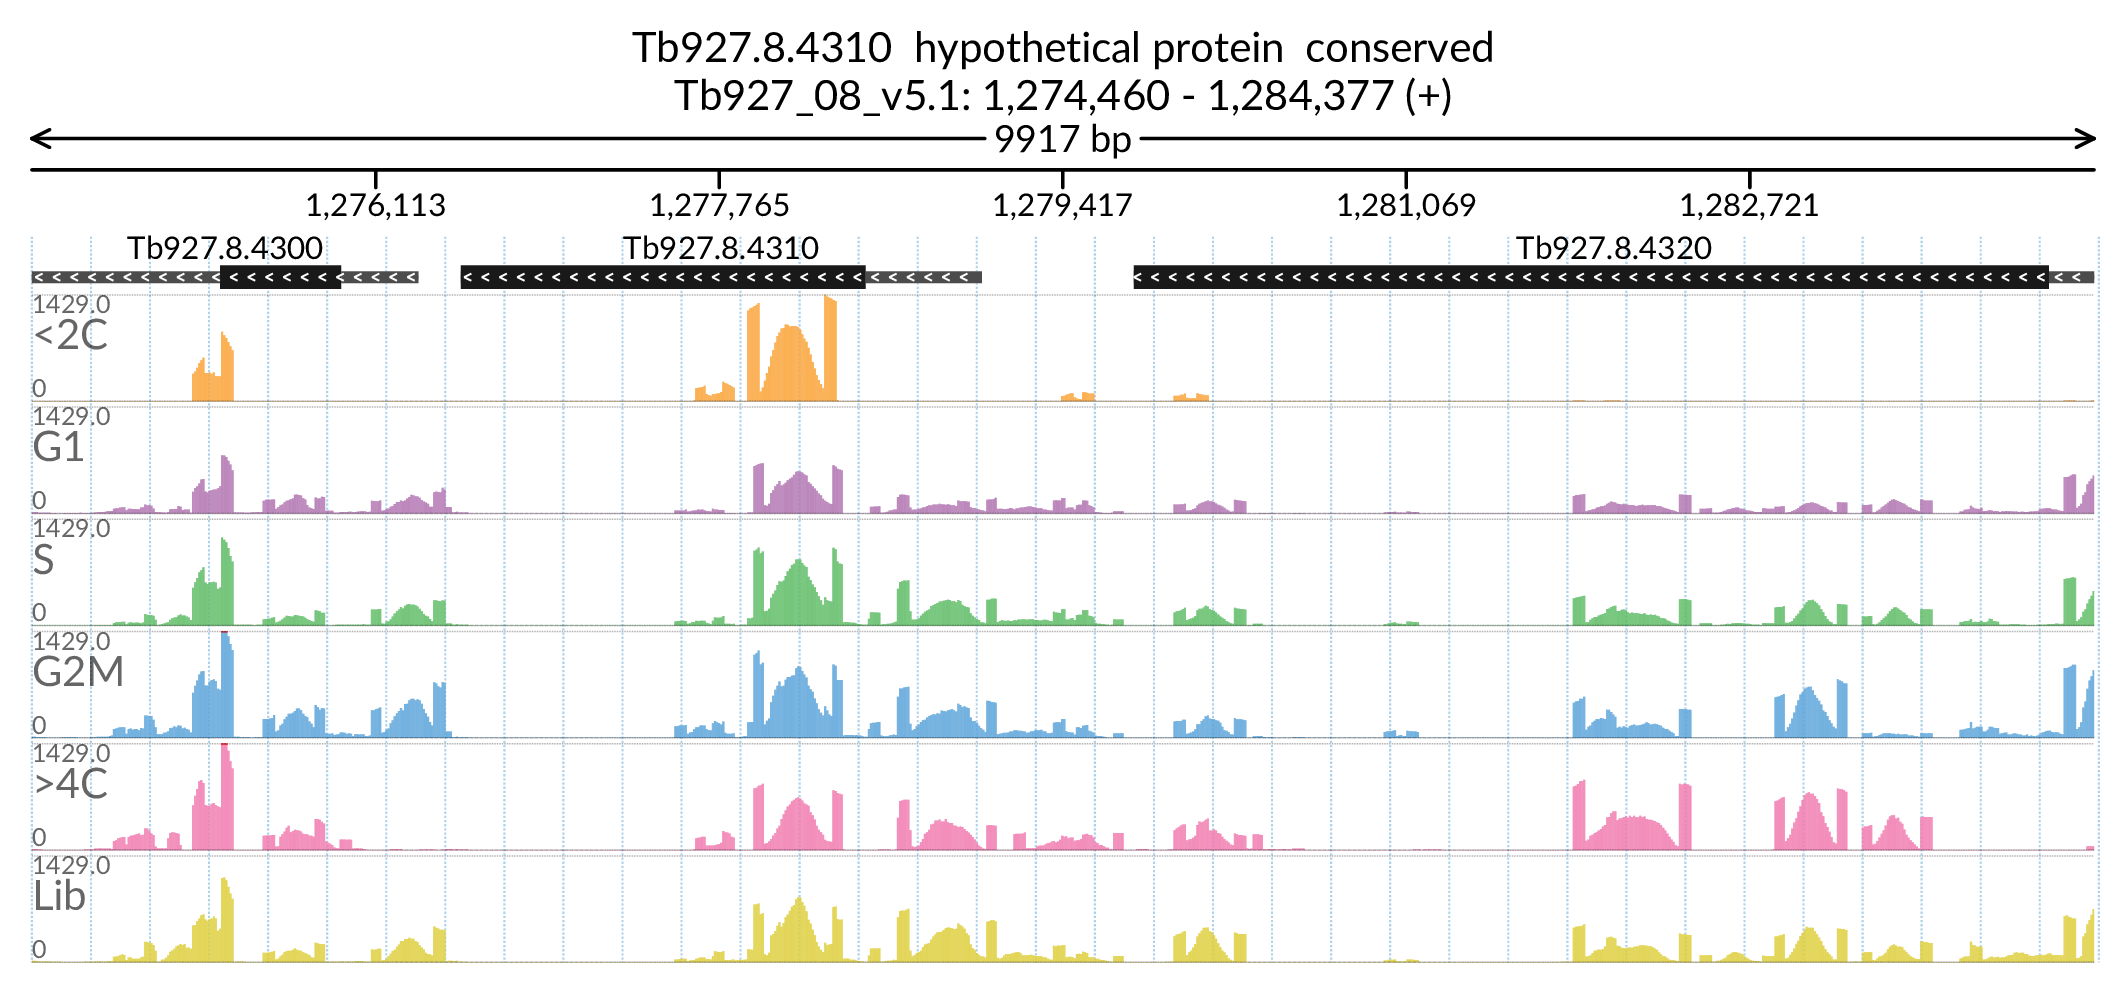 Tb927.8.4310  hypothetical protein  conserved
Tb927_08_v5.1: 1,274,460 - 1,284,377 (+)
9917 bp
1,276,113 1,277,765 1,279,417 1,281,069 1,282,721
Tb927.8.4300 Tb927.8.4310 Tb927.8.4320
1429.0
<2C
0
1429.0
G1
0
1429.0
S
0
1429.0
G2M
0
1429.0
>4C
0
1429.0
Lib
0